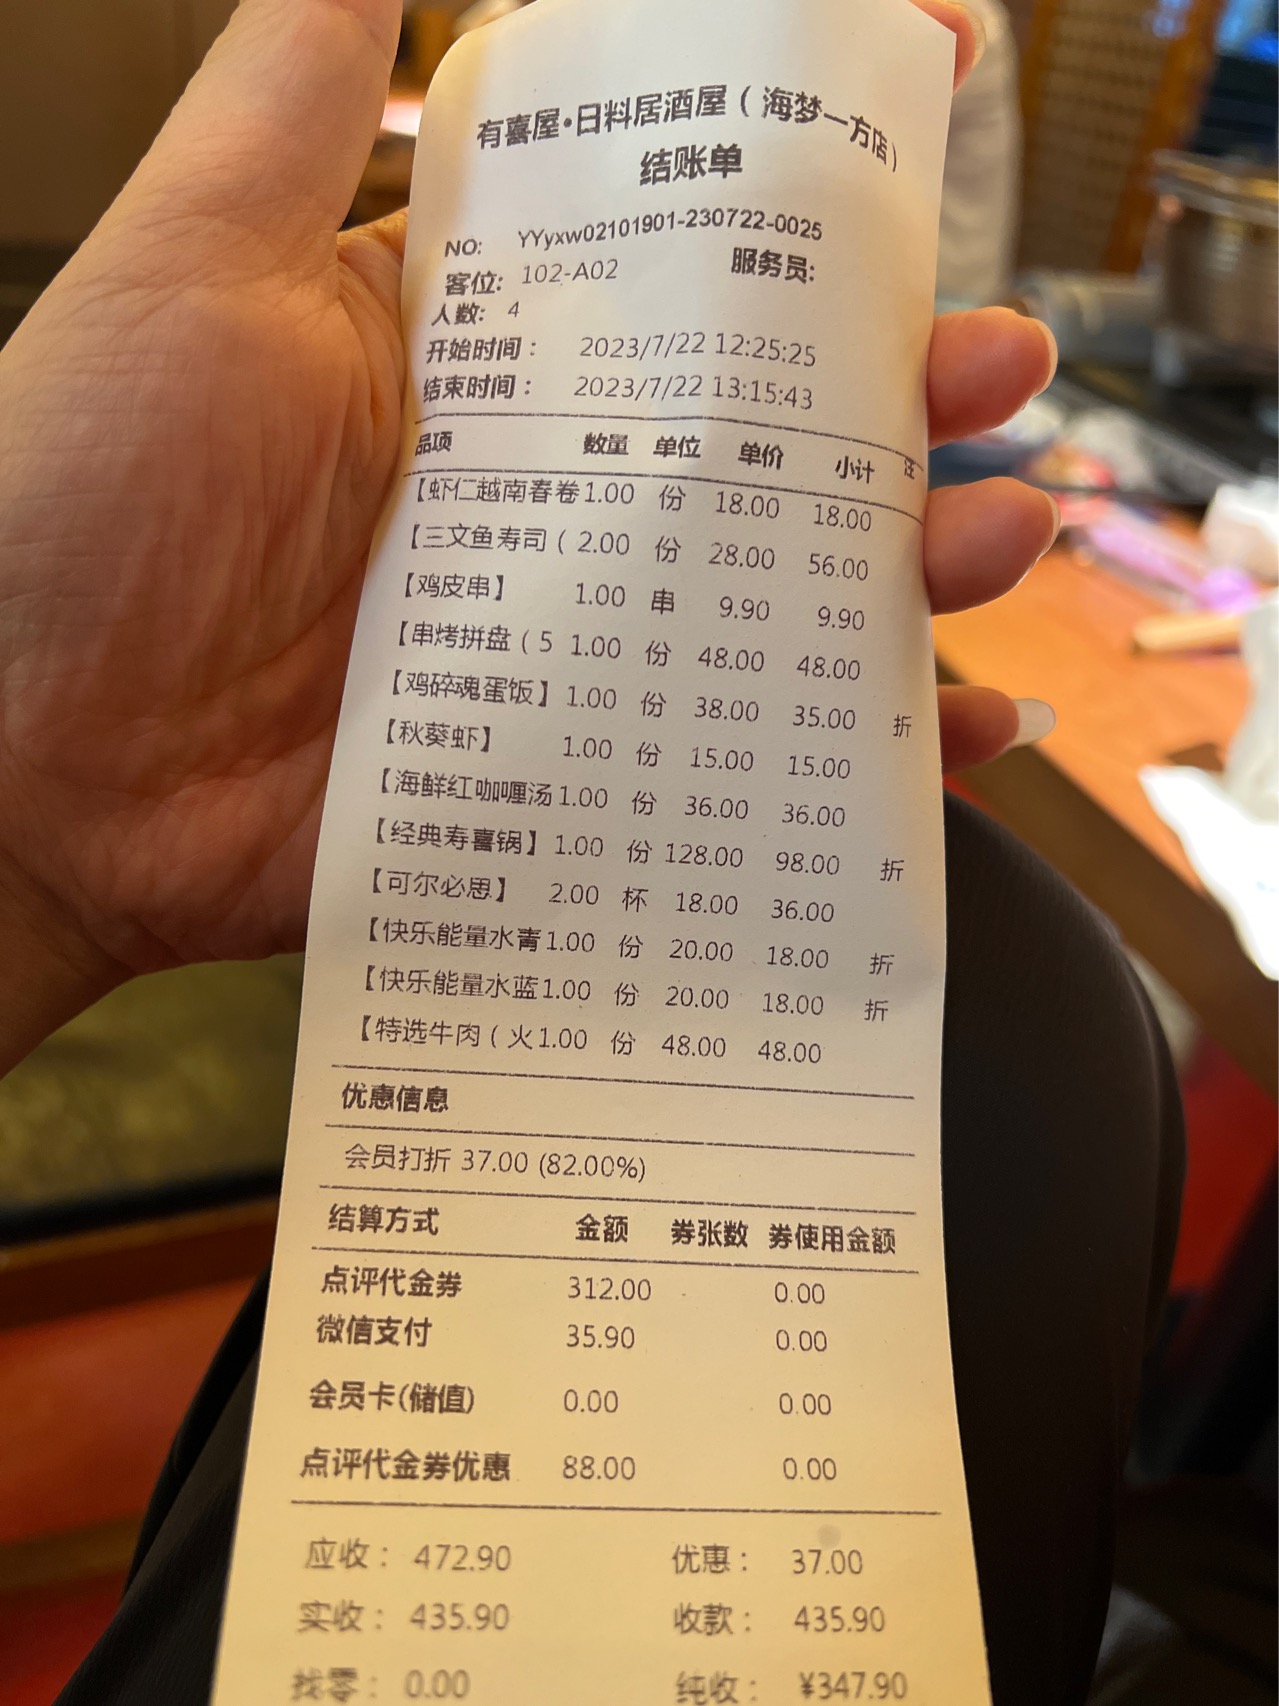 有喜屋·日料居酒屋（海梦一方店）
结账单
NO: YYyxw02101901-230722-0025
客位: 102-A02 服务员:
人数: 4
开始时间： 2023/7/22 12:25:25
结束时间： 2023/7/22 13:15:43
品项 数量 单位 单价 小计
【虾仁越南春卷 1.00 份 18.00 18.00
【三文鱼寿司（ 2.00 份 28.00 56.00
【鸡皮串】 1.00 串 9.90 9.90
【串烤拼盘（5 1.00 份 48.00 48.00
【鸡碎魂蛋饭】 1.00 份 38.00 35.00 折
【秋葵虾】 1.00 份 15.00 15.00
【海鲜红咖喱汤 1.00 份 36.00 36.00
【经典寿喜锅】 1.00 份 128.00 98.00 折
【可尔必思】 2.00 杯 18.00 36.00
【快乐能量水青 1.00 份 20.00 18.00 折
【快乐能量水蓝 1.00 份 20.00 18.00 折
【特选牛肉（火 1.00 份 48.00 48.00
优惠信息
会员打折 37.00 (82.00%)
结算方式 金额 券张数 券使用金额
点评代金券 312.00 0.00
微信支付 35.90 0.00
会员卡(储值) 0.00 0.00
点评代金券优惠 88.00 0.00
应收： 472.90 优惠： 37.00
实收： 435.90 收款： 435.90
找零： 0.00 纯收： ¥347.90